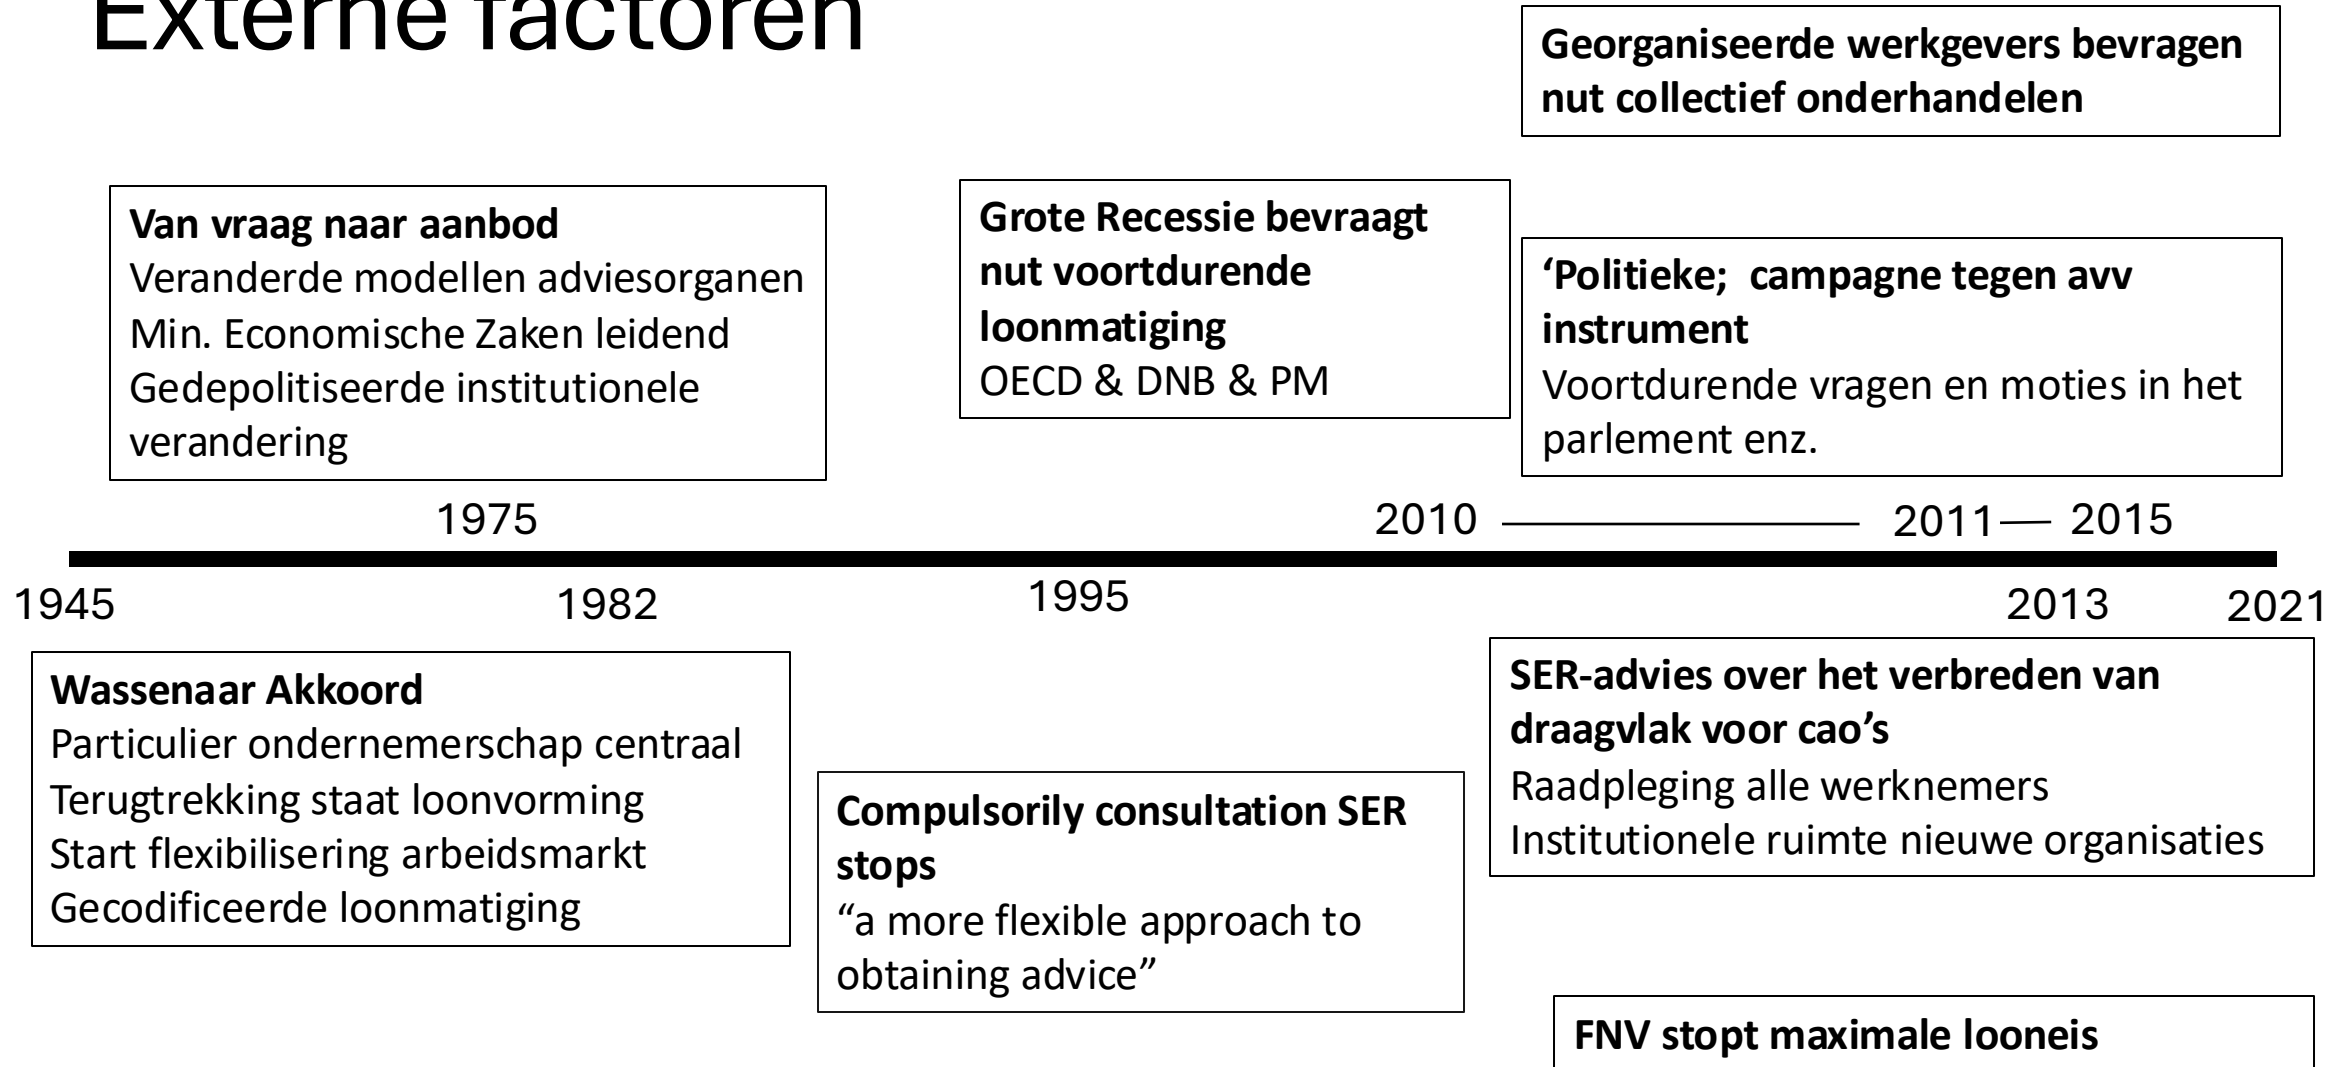 Externe factoren
Georganiseerde werkgevers bevragen
nut collectief onderhandelen
Van vraag naar aanbod
Veranderde modellen adviesorganen
Min. Economische Zaken leidend
Gedepolitiseerde institutionele
verandering
Grote Recessie bevraagt
nut voortdurende
loonmatiging
OECD & DNB & PM
‘Politieke;  campagne tegen avv
instrument
Voortdurende vragen en moties in het
parlement enz.
1975
2010
2011
2015
1945
1982
1995
2013
2021
Wassenaar Akkoord
Particulier ondernemerschap centraal
Terugtrekking staat loonvorming
Start flexibilisering arbeidsmarkt
Gecodificeerde loonmatiging
Compulsorily consultation SER
stops
“a more flexible approach to
obtaining advice”
SER-advies over het verbreden van
draagvlak voor cao’s
Raadpleging alle werknemers
Institutionele ruimte nieuwe organisaties
FNV stopt maximale looneis